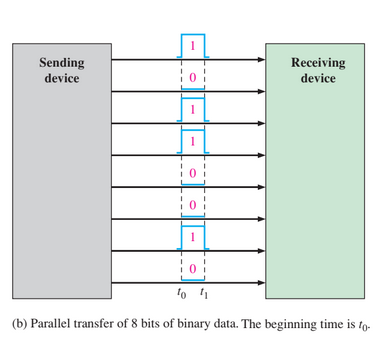 Sending
device
Receiving
device
1
0
1
1
0
0
1
0
t0 t1
(b) Parallel transfer of 8 bits of binary data. The beginning time is t0.